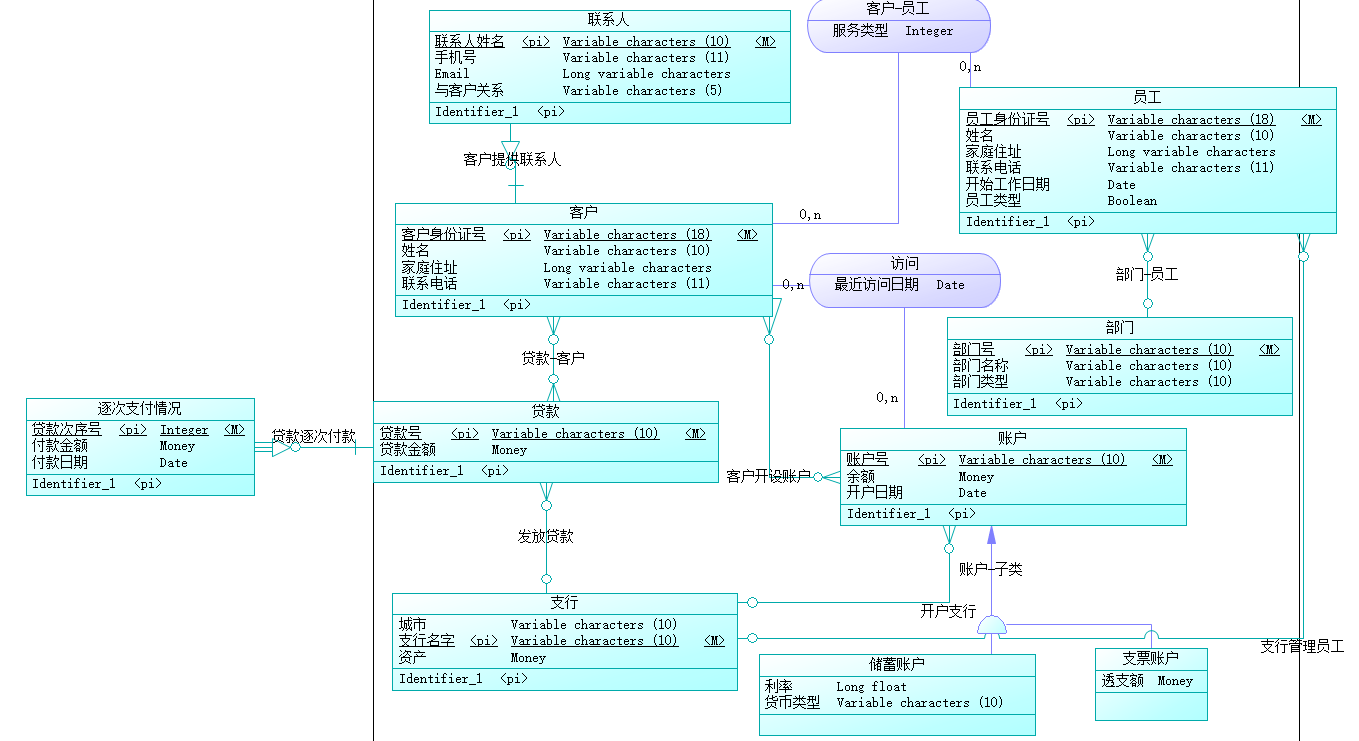 联系人
联系人姓名 <pi> Variable characters (10) <M>
手机号 Variable characters (11)
Email Long variable characters
与客户关系 Variable characters (5)
Identifier_1 <pi>
客户-员工
服务类型 Integer
0,n
0,n
员工
员工身份证号 <pi> Variable characters (18) <M>
姓名 Variable characters (10)
家庭住址 Long variable characters
联系电话 Variable characters (11)
开始工作日期 Date
员工类型 Boolean
Identifier_1 <pi>
客户提供联系人
客户
客户身份证号 <pi> Variable characters (18) <M>
姓名 Variable characters (10)
家庭住址 Long variable characters
联系电话 Variable characters (11)
Identifier_1 <pi>
访问
最近访问日期 Date
0,n
0,n
部门-员工
部门
部门号 <pi> Variable characters (10) <M>
部门名称 Variable characters (10)
部门类型 Variable characters (10)
Identifier_1 <pi>
贷款-客户
逐次支付情况
贷款次序号 <pi> Integer <M>
付款金额 Money
付款日期 Date
Identifier_1 <pi>
贷款逐次付款
贷款
贷款号 <pi> Variable characters (10) <M>
贷款金额 Money
Identifier_1 <pi>
客户开设账户
账户
账户号 <pi> Variable characters (10) <M>
余额 Money
开户日期 Date
Identifier_1 <pi>
发放贷款
账户-子类
开户支行
支行
城市 Variable characters (10)
支行名字 <pi> Variable characters (10) <M>
资产 Money
Identifier_1 <pi>
支行管理员工
储蓄账户
利率 Long float
货币类型 Variable characters (10)
支票账户
透支额 Money